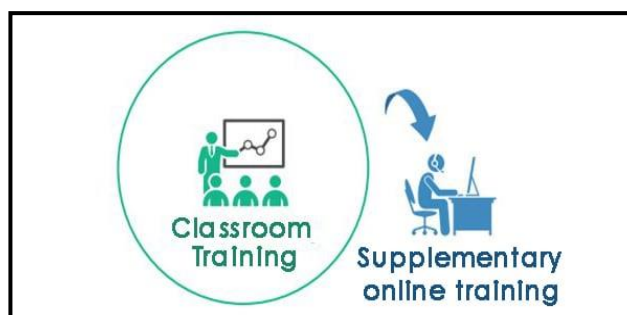 Classroom
Training
Supplementary
online training